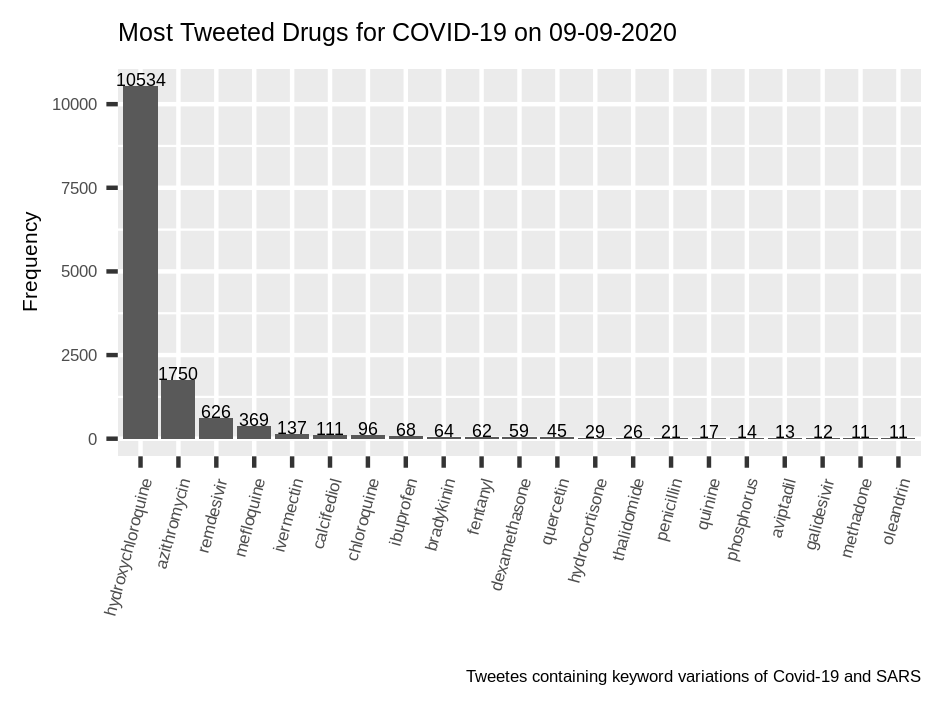 Most Tweeted Drugs for COVID-19 on 09-09-2020
Frequency
10000
7500
5000
2500
0
10534
1750
626
369
137
111
96
68
64
62
59
45
29
26
21
17
14
13
12
11
11
hydroxychloroquine
azithromycin
remdesivir
mefloquine
ivermectin
calcifediol
chloroquine
ibuprofen
bradykinin
fentanyl
dexamethasone
quercetin
hydrocortisone
thalidomide
penicillin
quinine
phosphorus
aviptadil
galidesivir
methadone
oleandrin
Tweetes containing keyword variations of Covid-19 and SARS